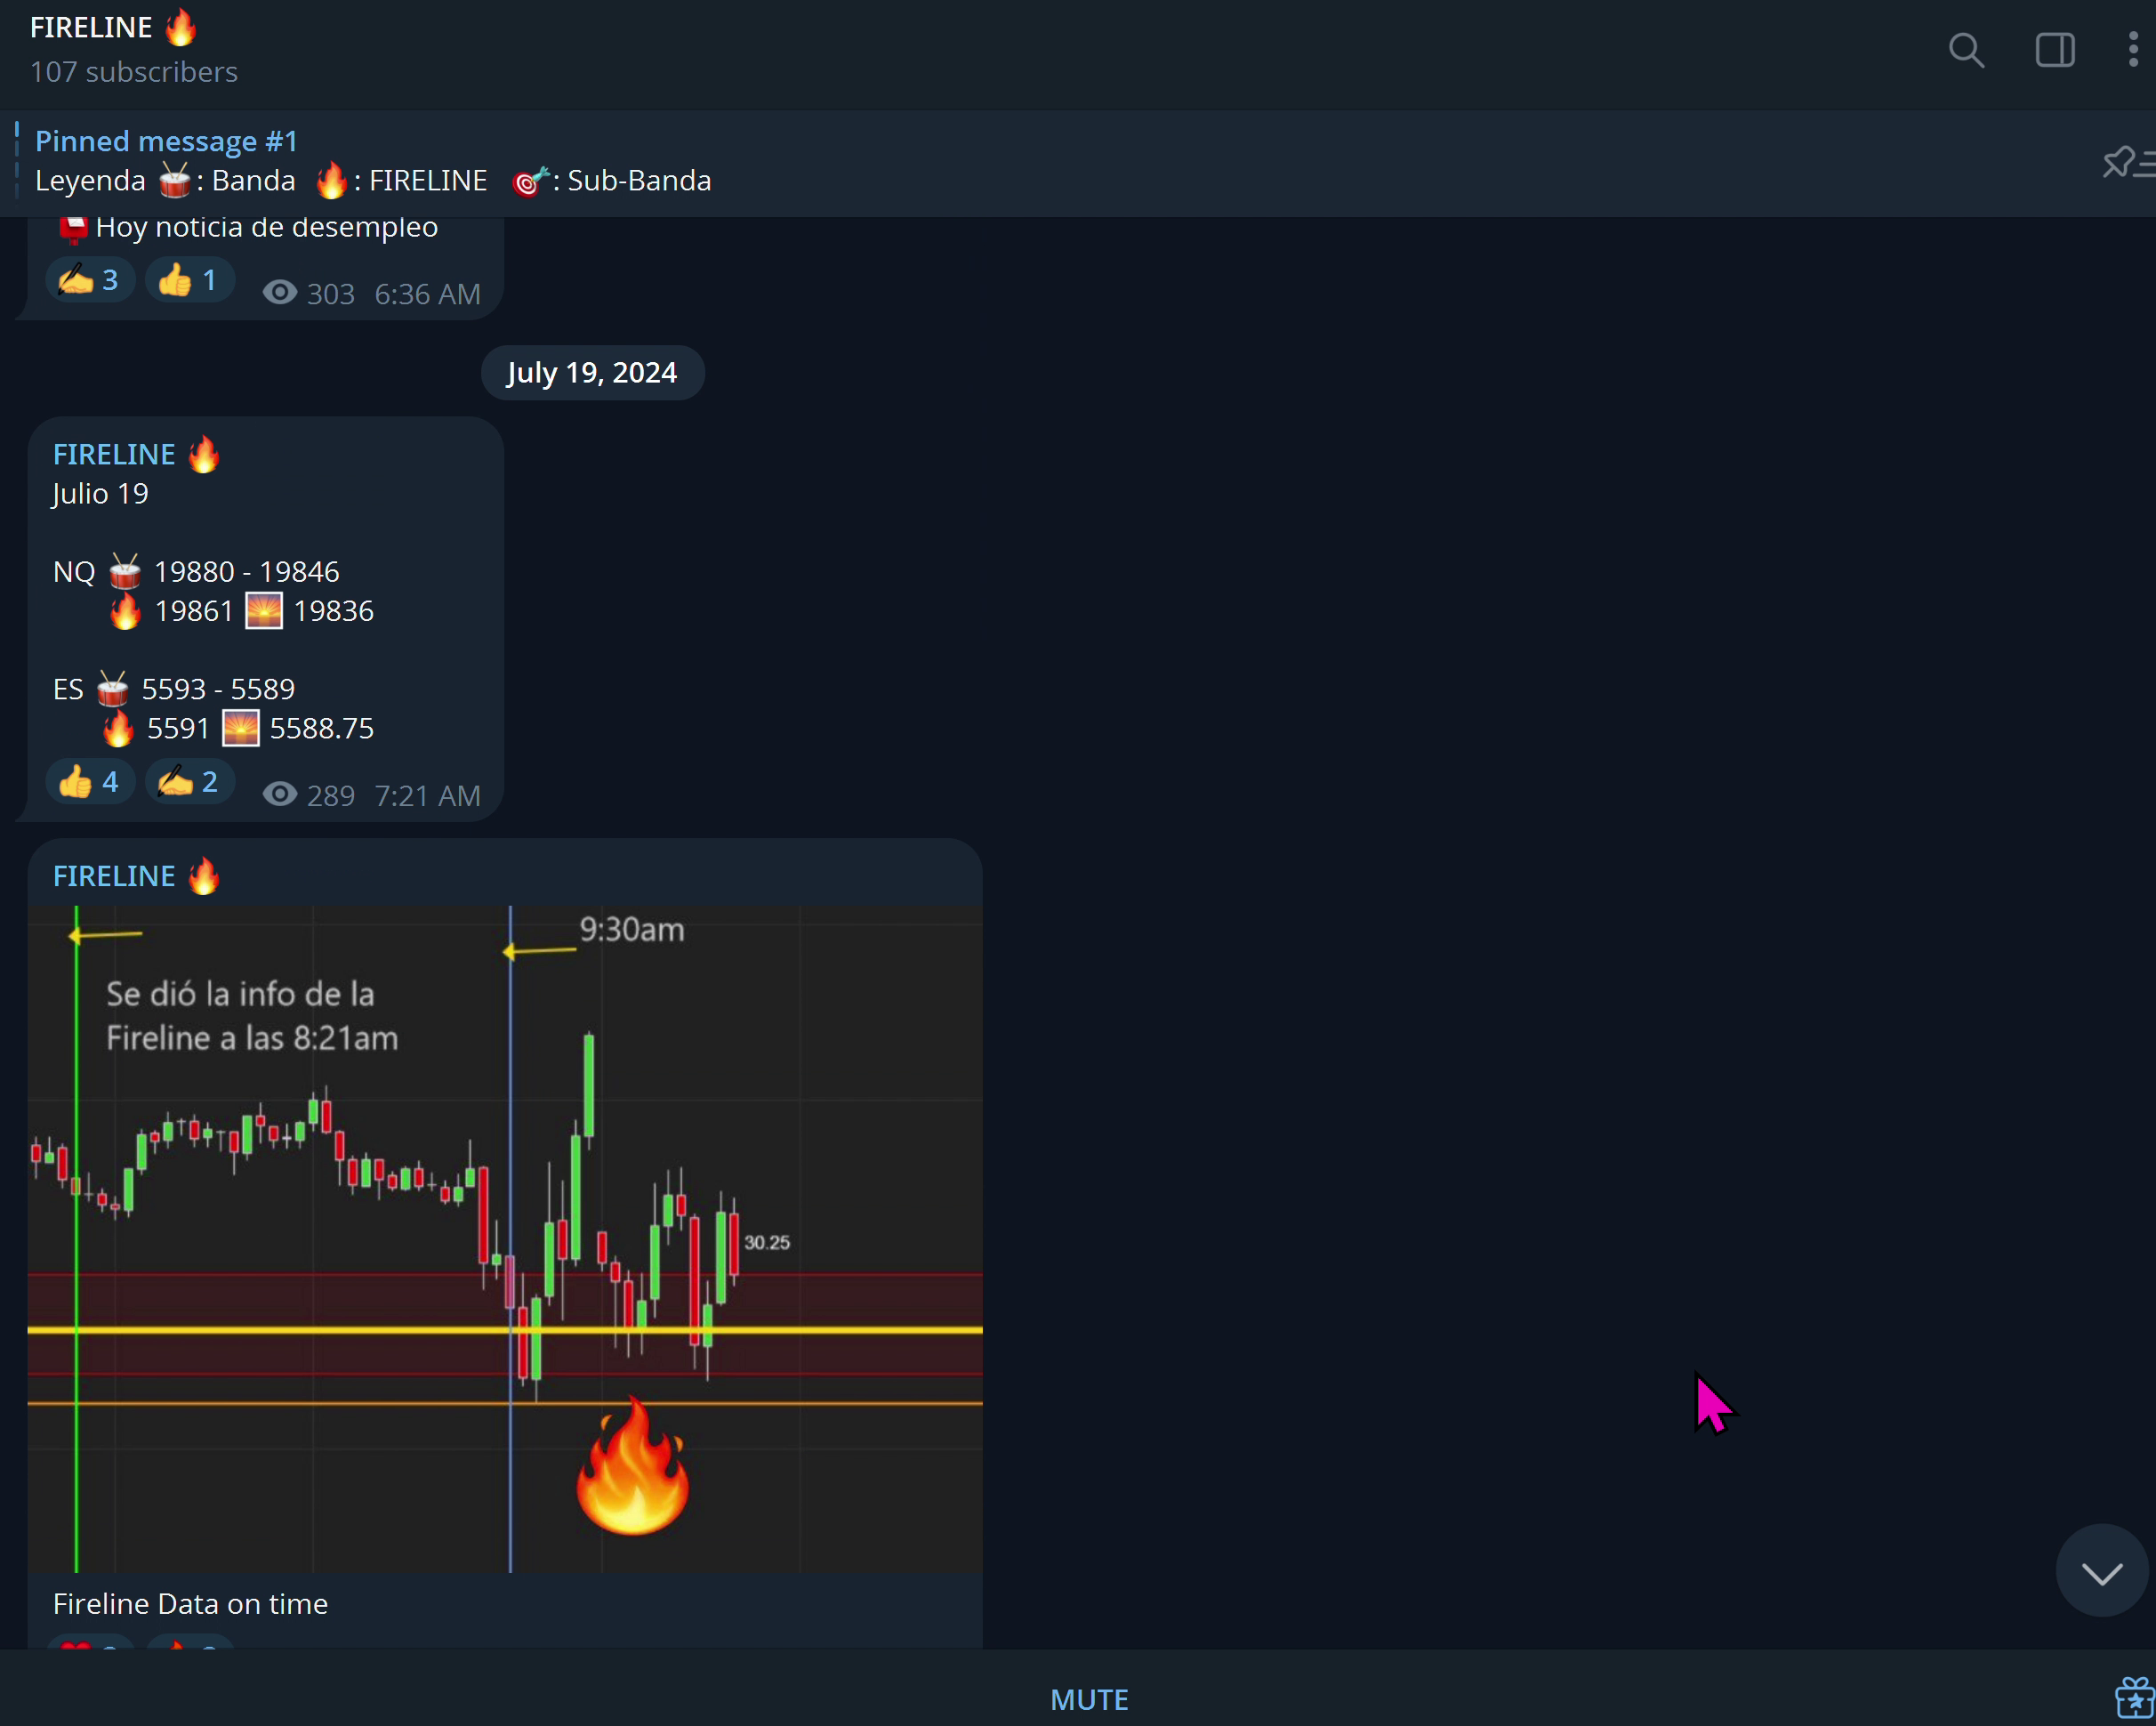 FIRELINE 🔥
107 subscribers
Pinned message #1
Leyenda 🥁: Banda 🔥: FIRELINE 🎯: Sub-Banda
📮Hoy noticia de desempleo
✍ 3 👍 1 303 6:36 AM
July 19, 2024
FIRELINE 🔥
Julio 19
NQ 🥁 19880 - 19846
🔥 19861 🌅 19836
ES 🥁 5593 - 5589
🔥 5591 🌅 5588.75
👍 4 ✍ 2 289 7:21 AM
FIRELINE 🔥
9:30am
Se dió la info de la
Fireline a las 8:21am
30.25
Fireline Data on time
MUTE